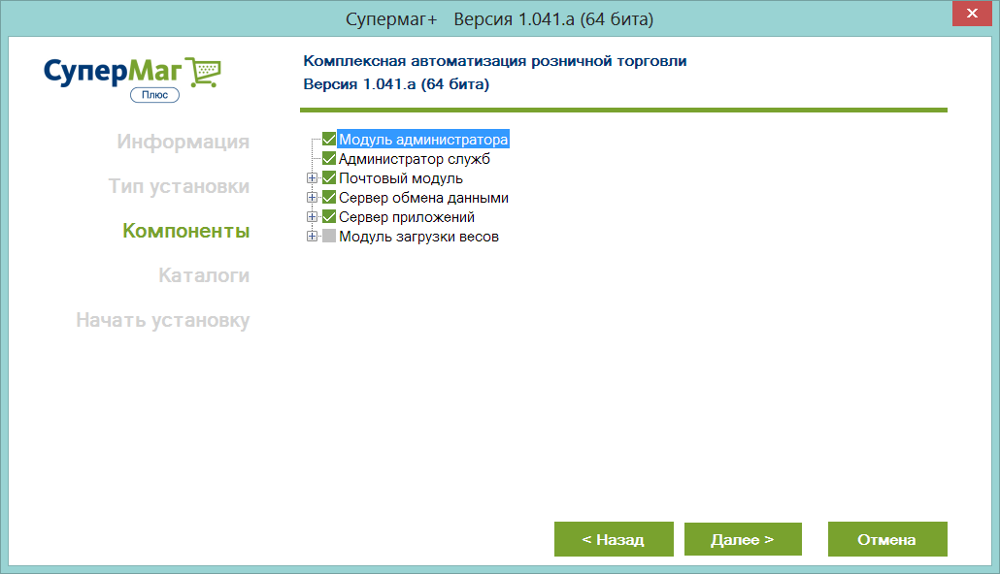 Супермаг+ Версия 1.041.a (64 бита)
СуперМаг
Плюс
Комплексная автоматизация розничной торговли
Версия 1.041.a (64 бита)
Информация
Тип установки
Компоненты
Каталоги
Начать установку
Модуль администратора
Администратор служб
Почтовый модуль
Сервер обмена данными
Сервер приложений
Модуль загрузки весов
< Назад
Далее >
Отмена